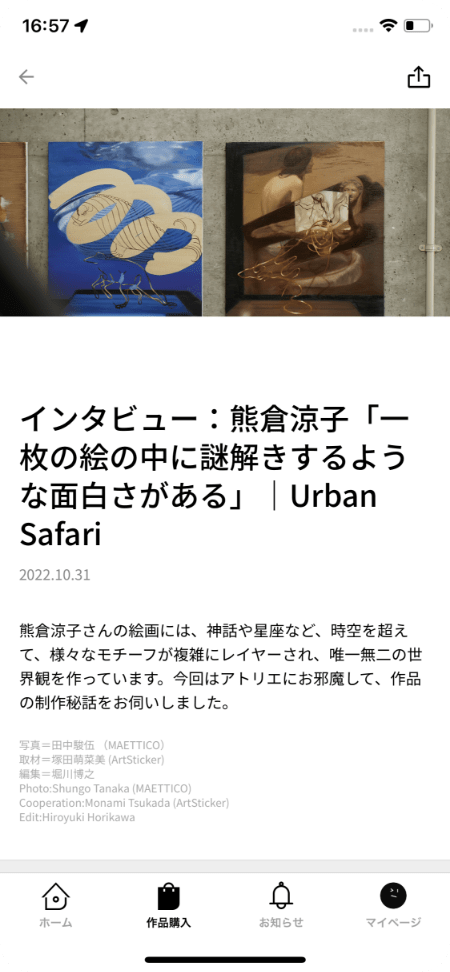 16:57
インタビュー：熊倉涼子「一
枚の絵の中に謎解きするよう
な面白さがある」｜Urban
Safari
2022.10.31
熊倉涼子さんの絵画には、神話や星座など、時空を超え
て、様々なモチーフが複雑にレイヤーされ、唯一無二の世
界観を作っています。今回はアトリエにお邪魔して、作品
の制作秘話をお伺いしました。
写真＝田中駿伍 （MAETTICO）
取材＝塚田萌菜美 (ArtSticker)
編集＝堀川博之
Photo:Shungo Tanaka (MAETTICO)
Cooperation:Monami Tsukada (ArtSticker)
Edit:Hiroyuki Horikawa
ホーム
作品購入
お知らせ
マイページ